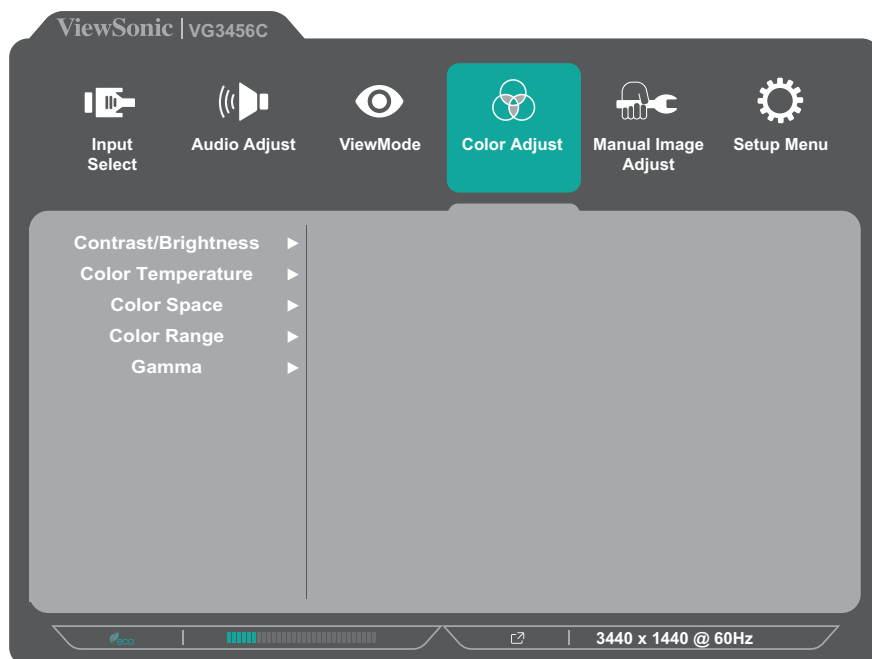 ViewSonic | VG3456C
Input Select
Audio Adjust
ViewMode
Color Adjust
Manual Image Adjust
Setup Menu
Contrast/Brightness
Color Temperature
Color Space
Color Range
Gamma
eco
3440 x 1440 @ 60Hz